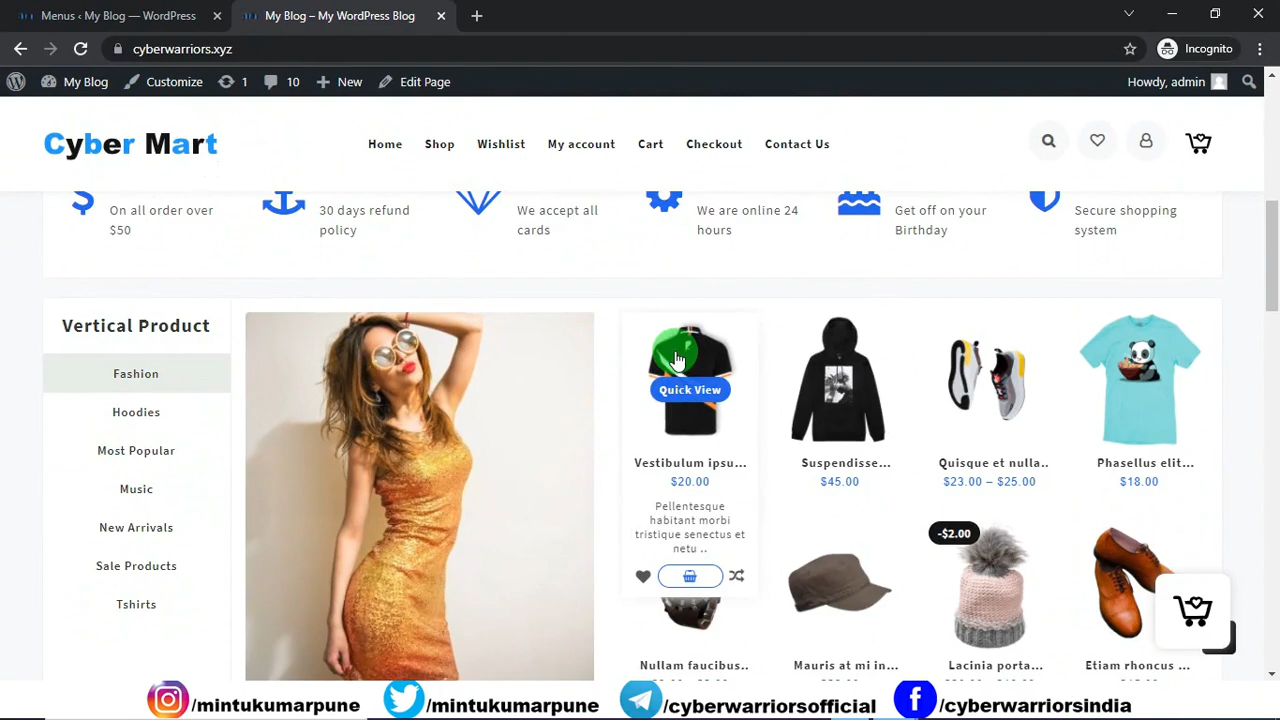 Menus ‹ My Blog — WordPress
My Blog – My WordPress Blog
cyberwarriors.xyz
Incognito
My Blog
Customize
1
10
New
Edit Page
Howdy, admin
Cyber Mart
Home
Shop
Wishlist
My account
Cart
Checkout
Contact Us
On all order over
$50
30 days refund
policy
We accept all
cards
We are online 24
hours
Get off on your
Birthday
Secure shopping
system
Vertical Product
Fashion
Hoodies
Most Popular
Music
New Arrivals
Sale Products
Tshirts
Quick View
Vestibulum ipsu...
$20.00
Pellentesque
habitant morbi
tristique senectus et
netu ..
Suspendisse...
$45.00
Quisque et nulla..
$23.00 – $25.00
Phasellus elit...
$18.00
-$2.00
Nullam faucibus..
Mauris at mi in...
Lacinia porta...
Etiam rhoncus ...
/mintukumarpune
/mintukumarpune
/cyberwarriorsofficial
/cyberwarriorsindia